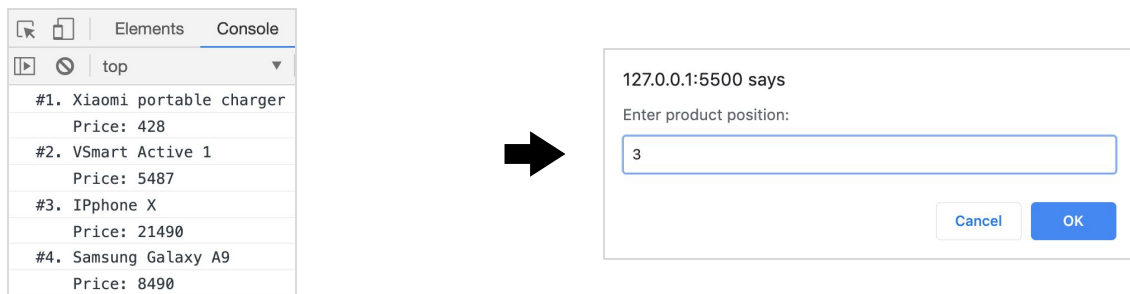 Elements Console
top
#1. Xiaomi portable charger
Price: 428
#2. VSmart Active 1
Price: 5487
#3. IPphone X
Price: 21490
#4. Samsung Galaxy A9
Price: 8490
127.0.0.1:5500 says
Enter product position:
3
Cancel OK